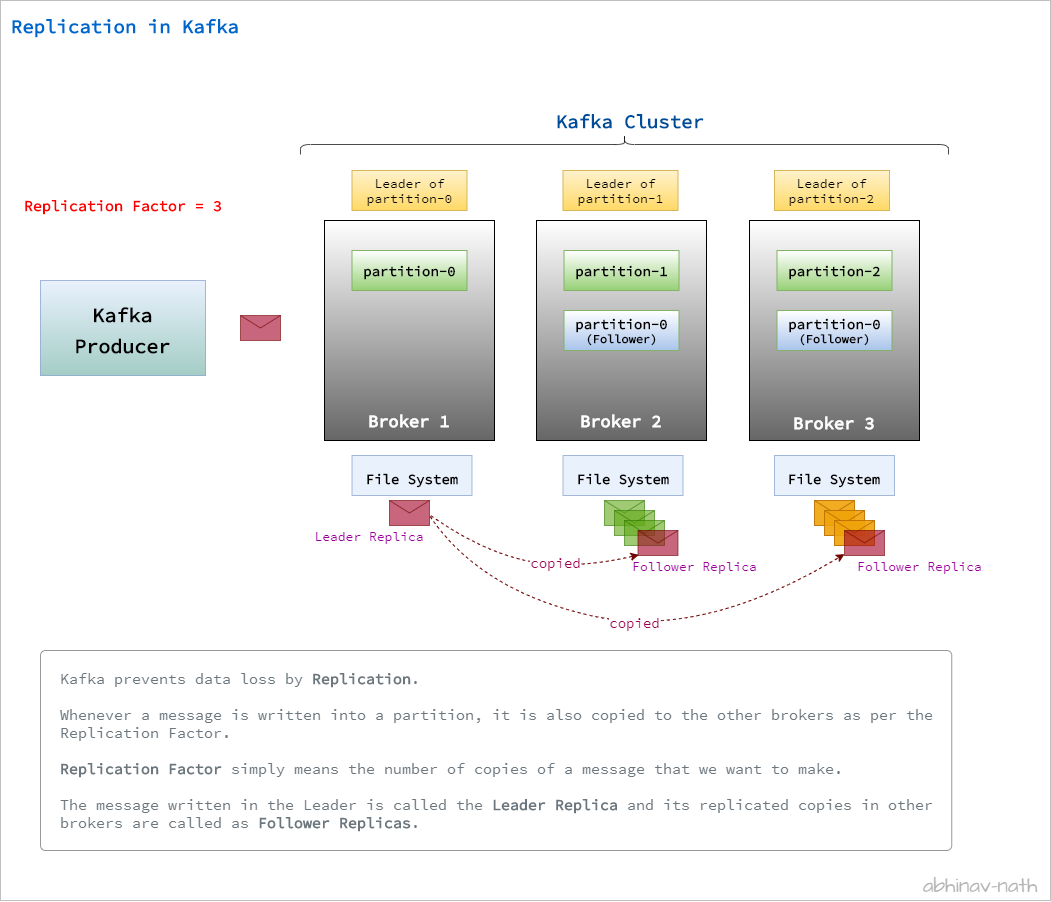 Replication in Kafka
Kafka Cluster
Replication Factor = 3
Leader of
partition-0
Leader of
partition-1
Leader of
partition-2
Kafka
Producer
partition-0
Broker 1
partition-1
partition-0
(Follower)
Broker 2
partition-2
partition-0
(Follower)
Broker 3
File System
File System
File System
Leader Replica
copied
Follower Replica
Follower Replica
copied
Kafka prevents data loss by Replication.
Whenever a message is written into a partition, it is also copied to the other brokers as per the
Replication Factor.
Replication Factor simply means the number of copies of a message that we want to make.
The message written in the Leader is called the Leader Replica and its replicated copies in other
brokers are called as Follower Replicas.
abhinav-nath